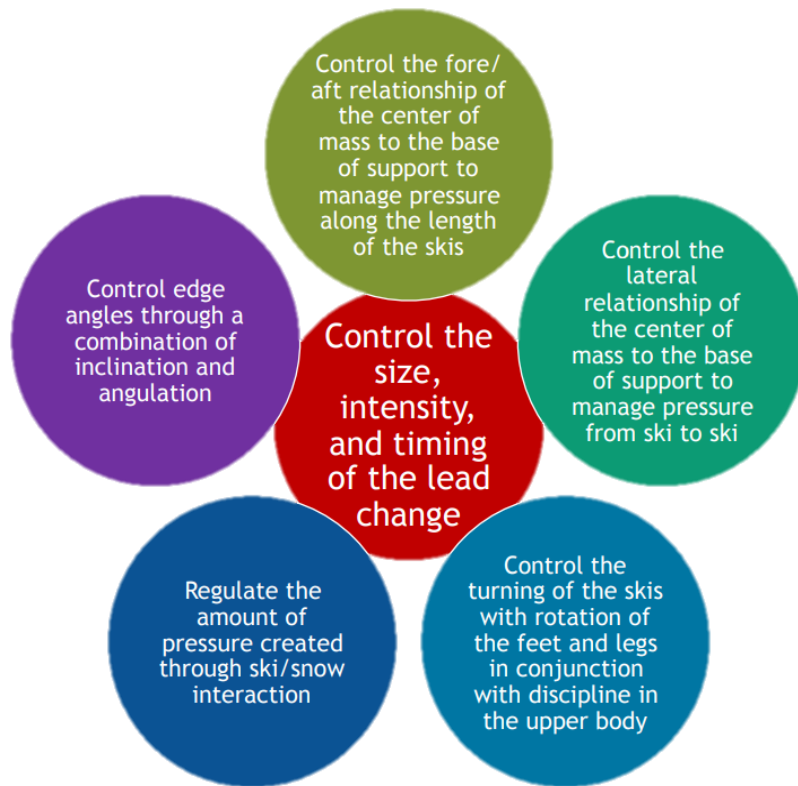 Control the fore/
aft relationship of
the center of
mass to the base
of support to
manage pressure
along the length
of the skis
Control the
lateral
relationship of
the center of
mass to the base
of support to
manage pressure
from ski to ski
Control the
turning of the skis
with rotation of
the feet and legs
in conjunction
with discipline in
the upper body
Regulate the
amount of
pressure created
through ski/snow
interaction
Control edge
angles through a
combination of
inclination and
angulation
Control the
size,
intensity,
and timing
of the lead
change